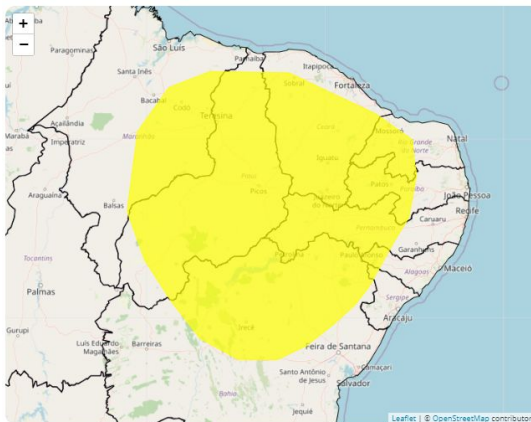 +
−
São Luís
Parnaíba
Paragominas
Itapipoca
Santa Inês
Sobral
Fortaleza
Bacabal
Codó
Teresina
Açailândia
Maranhão
Ceará
Mossoró
Marabá
Imperatriz
Rio Grande
do Norte
Natal
Iguatu
Piauí
Patos
Araguaína
Picos
Juazeiro
do Norte
Paraíba
João Pessoa
Balsas
Pernambuco
Caruaru
Recife
Tocantins
Petrolina
Paulo Afonso
Garanhuns
Palmas
Alagoas
Maceió
Sergipe
Aracaju
Gurupi
Irecê
Luís Eduardo
Magalhães
Barreiras
Feira de Santana
Santo Antônio
de Jesus
Camaçari
Bahia
Salvador
Jequié
Leaflet | © OpenStreetMap contributor